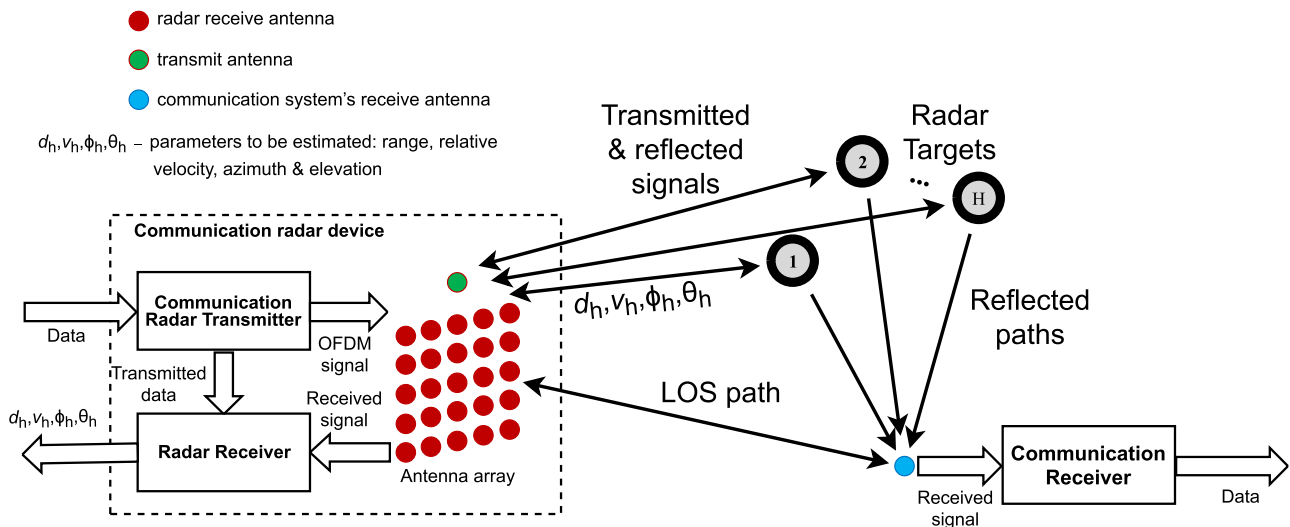 radar receive antenna
transmit antenna
communication system's receive antenna
dh,vh,ϕh,θh – parameters to be estimated: range, relative
velocity, azimuth & elevation
Transmitted
& reflected
signals
Radar
Targets
2
...
H
1
Communication radar device
Communication
Radar Transmitter
Data
OFDM
signal
Transmitted
data
Received
signal
dh,vh,ϕh,θh
Radar Receiver
Antenna array
dh,vh,ϕh,θh
LOS path
Reflected
paths
Received
signal
Communication
Receiver
Data